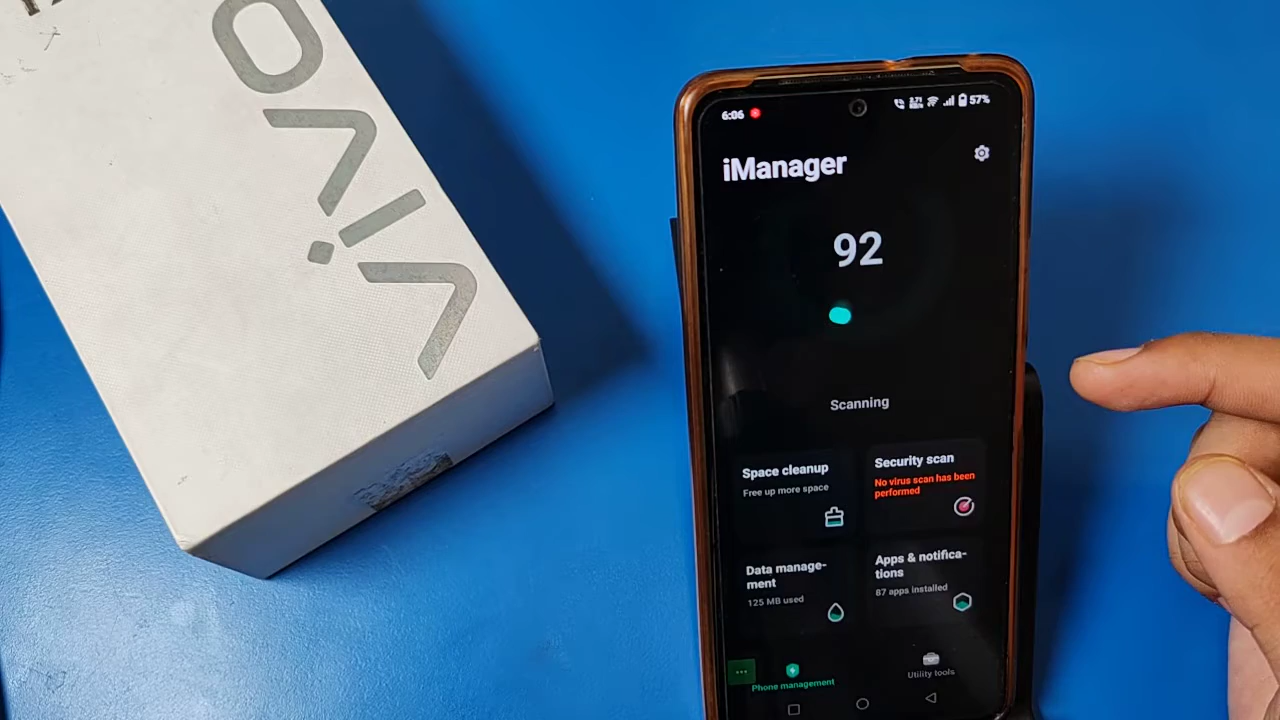 vivo
6:06
57%
iManager
92
Scanning
Space cleanup
Free up more space
Security scan
No virus scan has been
performed
Data manage-
ment
125 MB used
Apps & notifica-
tions
87 apps installed
Phone management
Utility tools